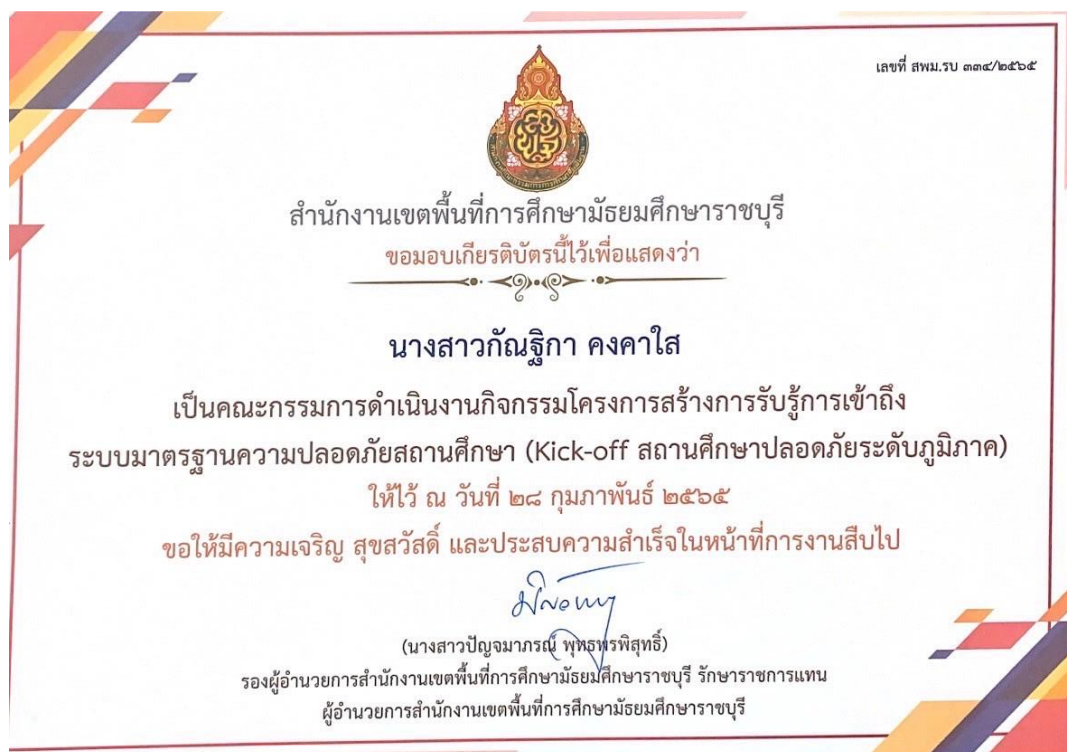 เลขที่ สพม.รบ ๓๓๔/๒๕๖๕
สำนักงานเขตพื้นที่การศึกษามัธยมศึกษาราชบุรี
ขอมอบเกียรติบัตรนี้ไว้เพื่อแสดงว่า
นางสาวกัณฐิกา คงคาใส
เป็นคณะกรรมการดำเนินงานกิจกรรมโครงการสร้างการรับรู้การเข้าถึง
ระบบมาตรฐานความปลอดภัยสถานศึกษา (Kick-off สถานศึกษาปลอดภัยระดับภูมิภาค)
ให้ไว้ ณ วันที่ ๒๘ กุมภาพันธ์ ๒๕๖๕
ขอให้มีความเจริญ สุขสวัสดิ์ และประสบความสำเร็จในหน้าที่การงานสืบไป
(นางสาวปัญจมาภรณ์ พุทธพรพิสุทธิ์)
รองผู้อำนวยการสำนักงานเขตพื้นที่การศึกษามัธยมศึกษาราชบุรี รักษาราชการแทน
ผู้อำนวยการสำนักงานเขตพื้นที่การศึกษามัธยมศึกษาราชบุรี